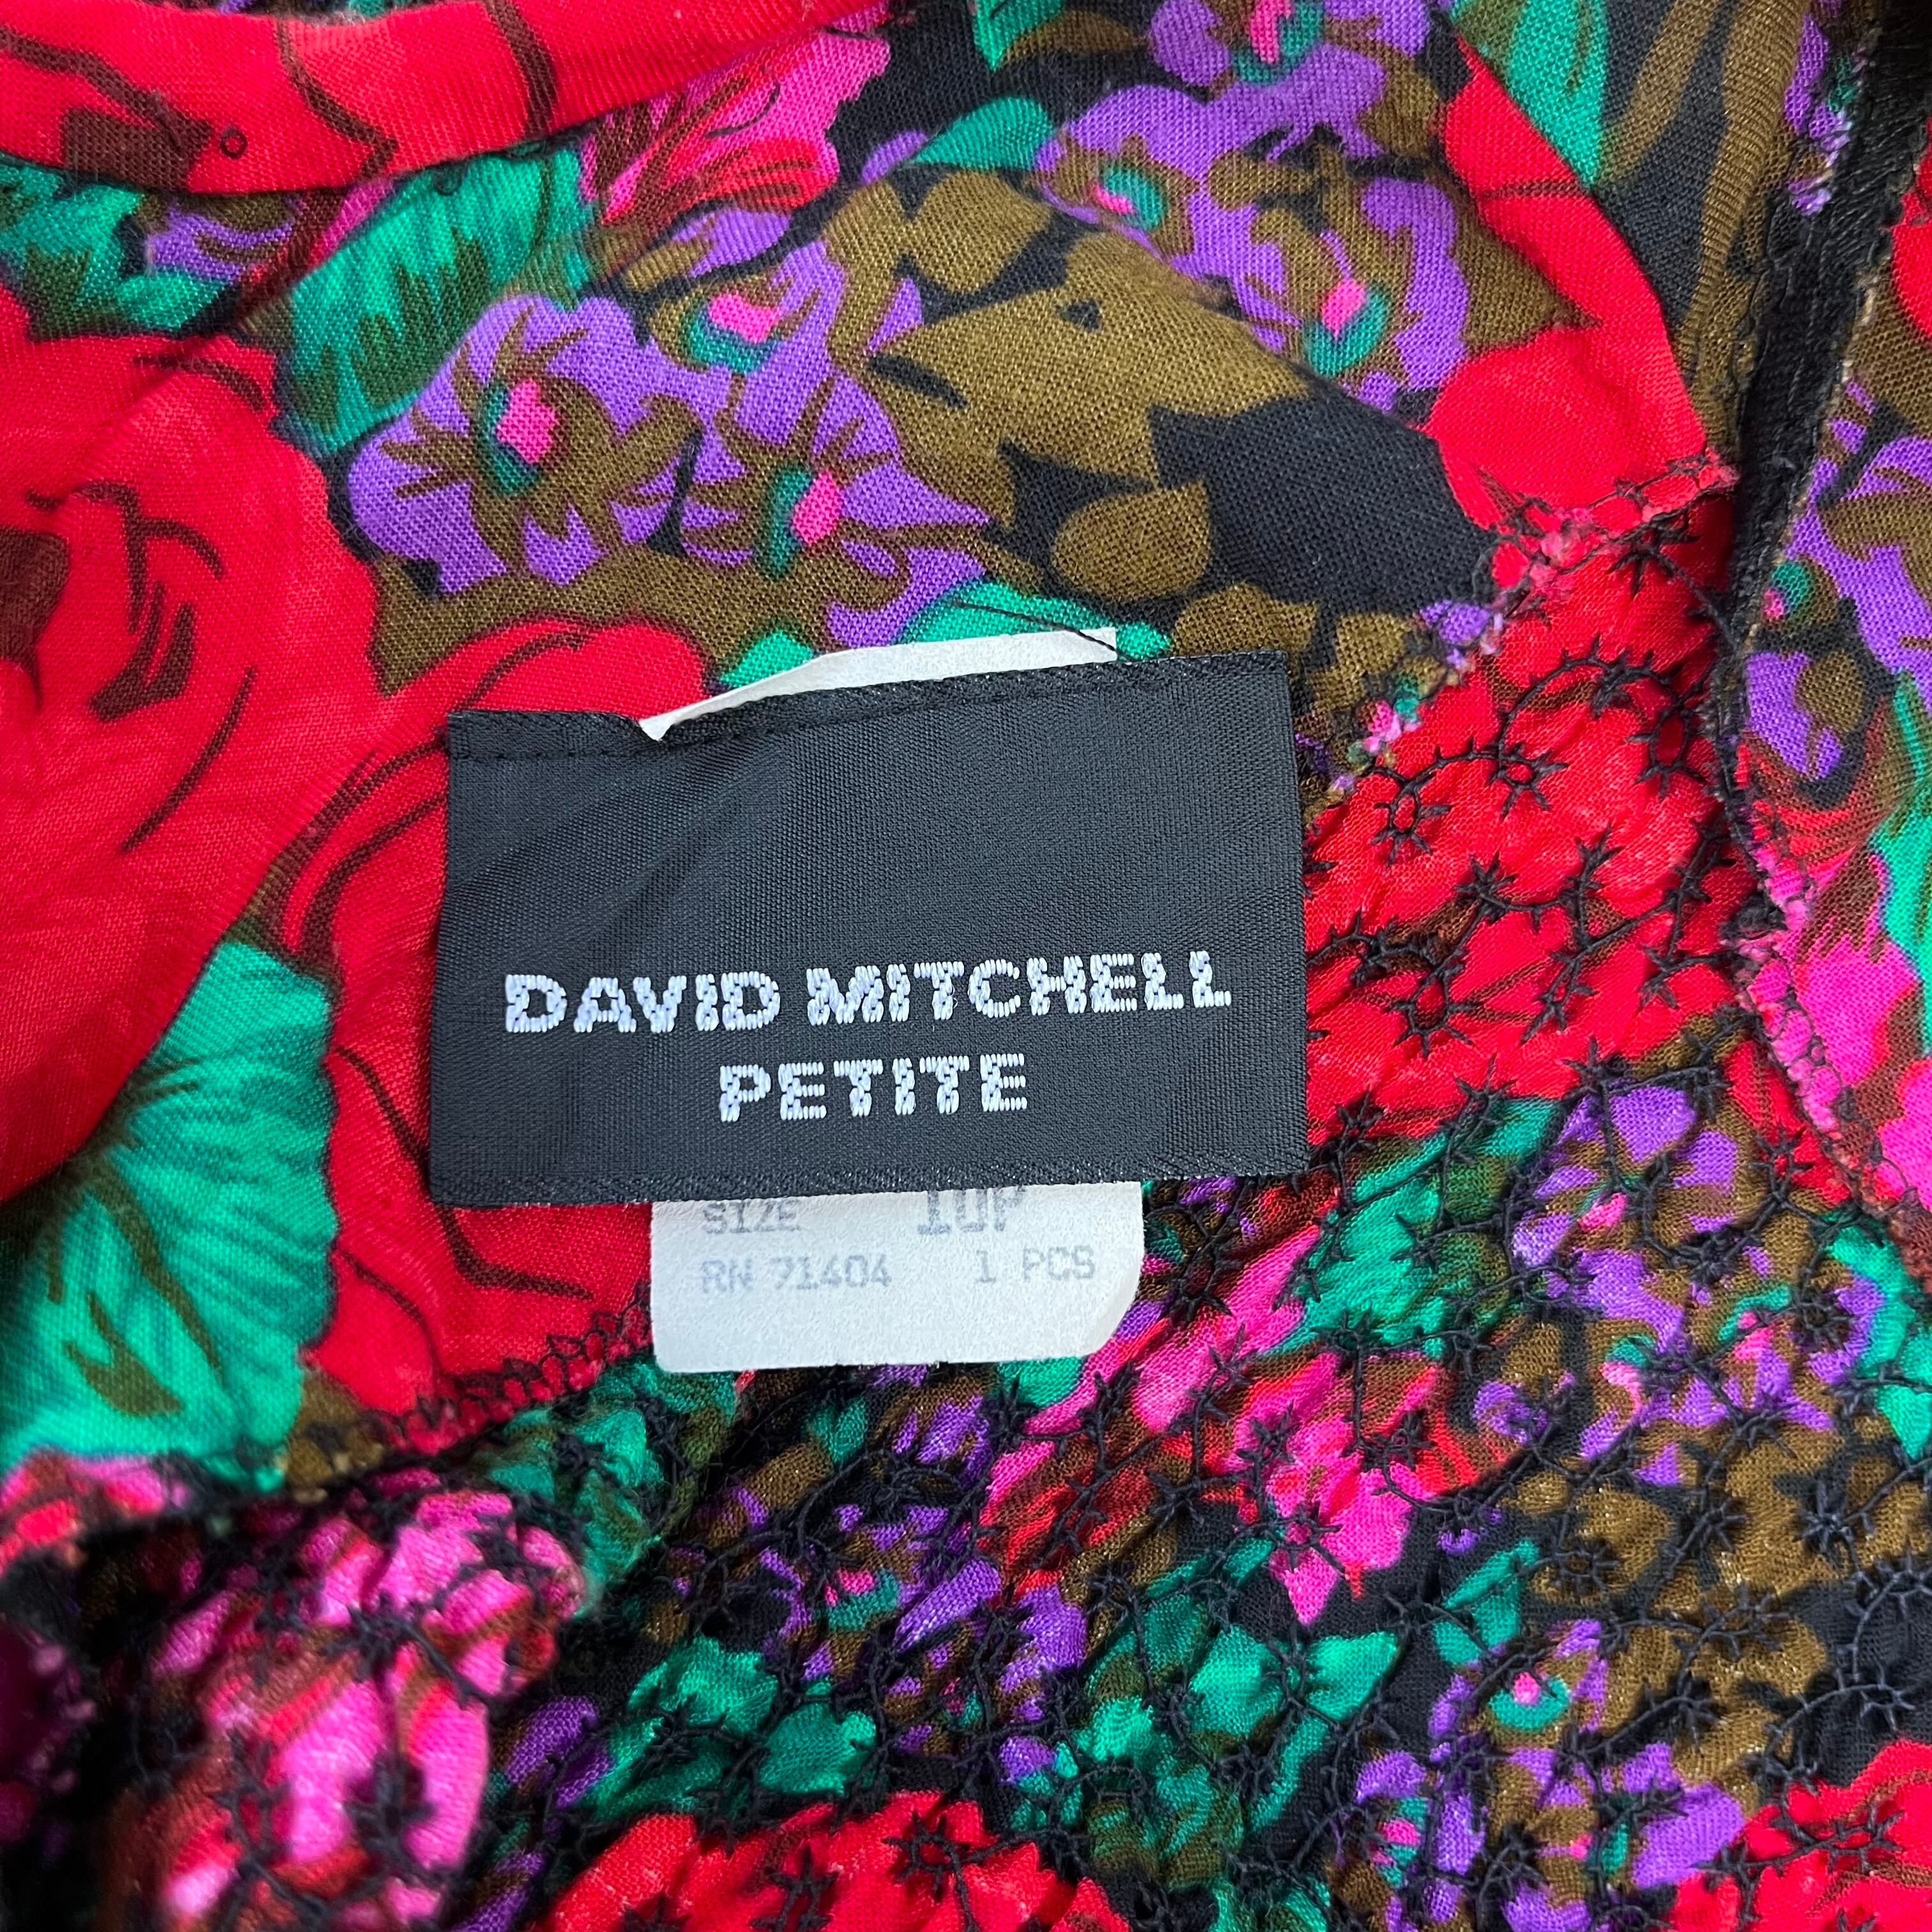 DAVID MITCHELL
PETITE
SIZE 10P
RN 71404 1 PCS